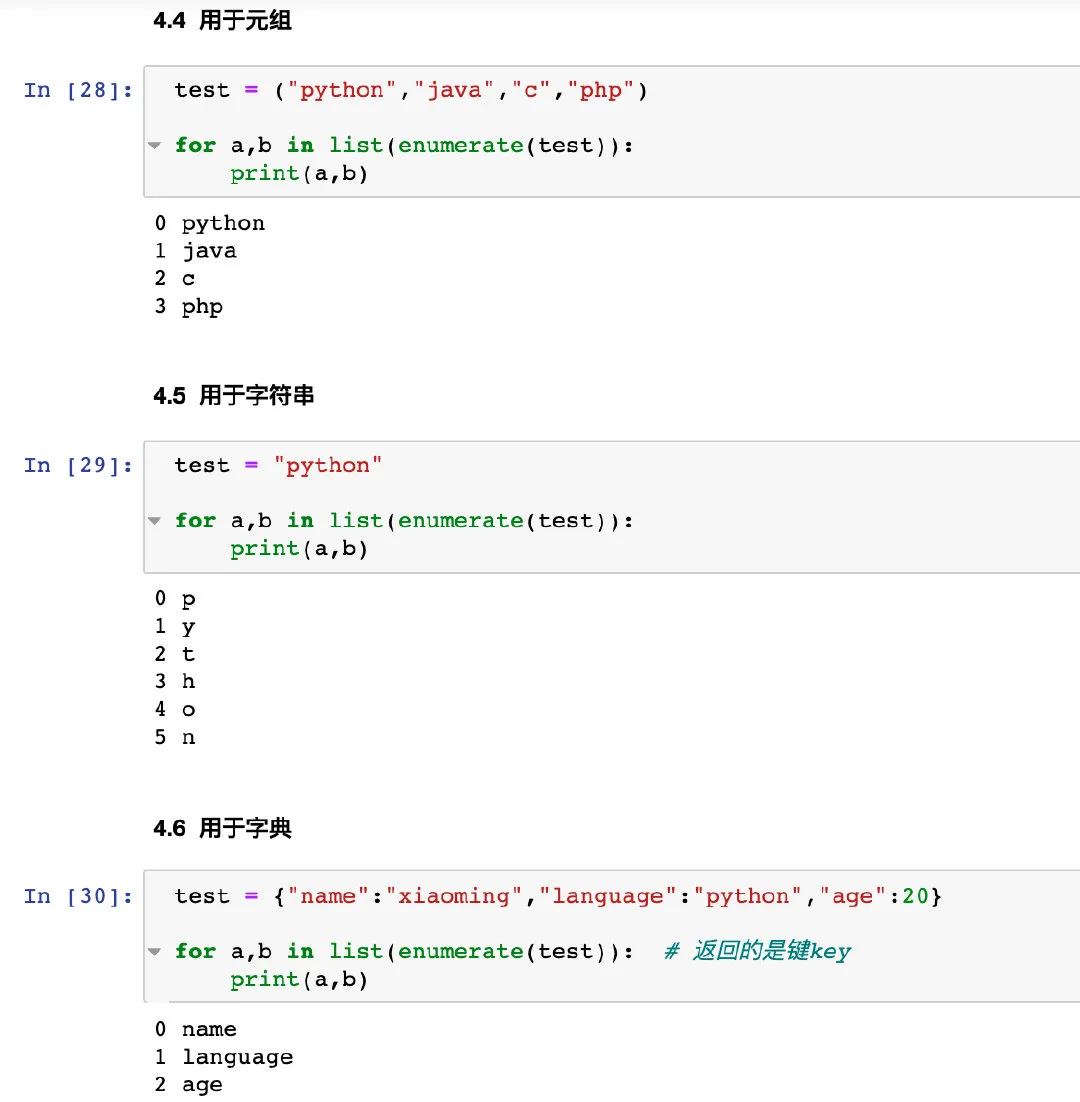 4.4 用于元组
In [28]: test = ("python","java","c","php")
for a,b in list(enumerate(test)):
    print(a,b)
0 python
1 java
2 c
3 php
4.5 用于字符串
In [29]: test = "python"
for a,b in list(enumerate(test)):
    print(a,b)
0 p
1 y
2 t
3 h
4 o
5 n
4.6 用于字典
In [30]: test = {"name":"xiaoming","language":"python","age":20}
for a,b in list(enumerate(test)):  # 返回的是键key
    print(a,b)
0 name
1 language
2 age